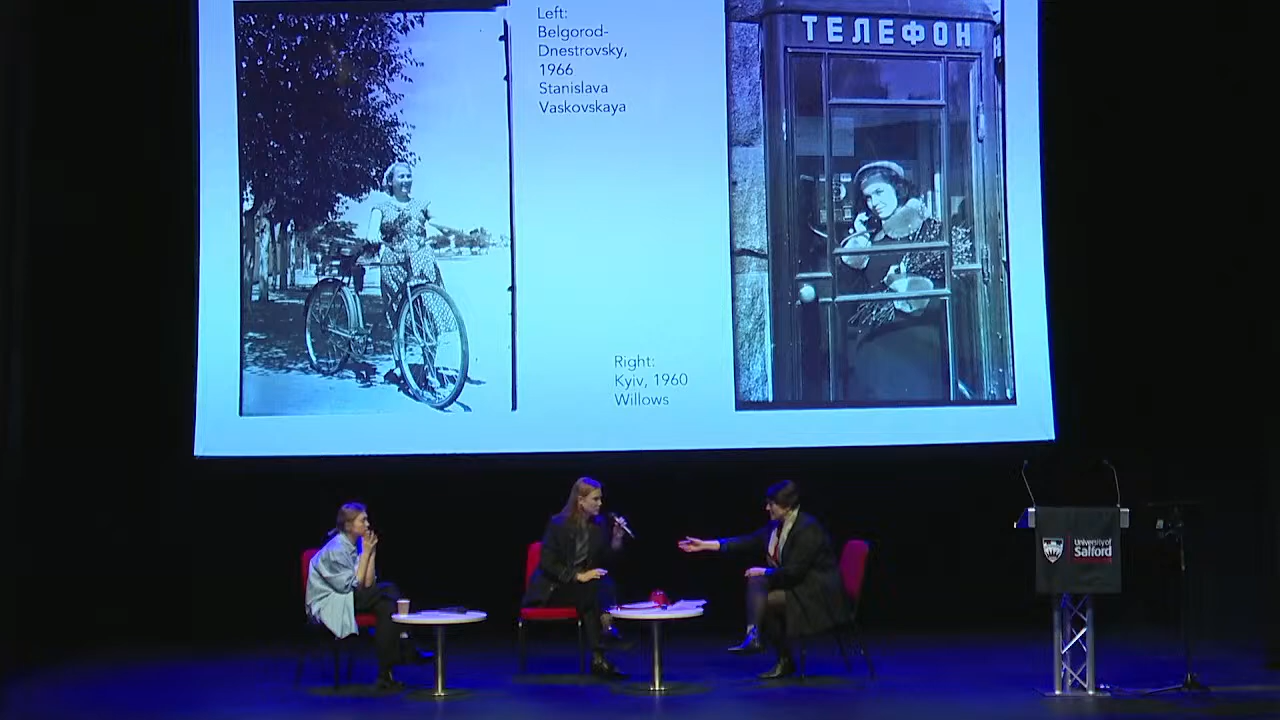 Left:
Belgorod-
Dnestrovsky,
1966
Stanislava
Vaskovskaya
ТЕЛЕФОН
Right:
Kyiv, 1960
Willows
University of
Salford